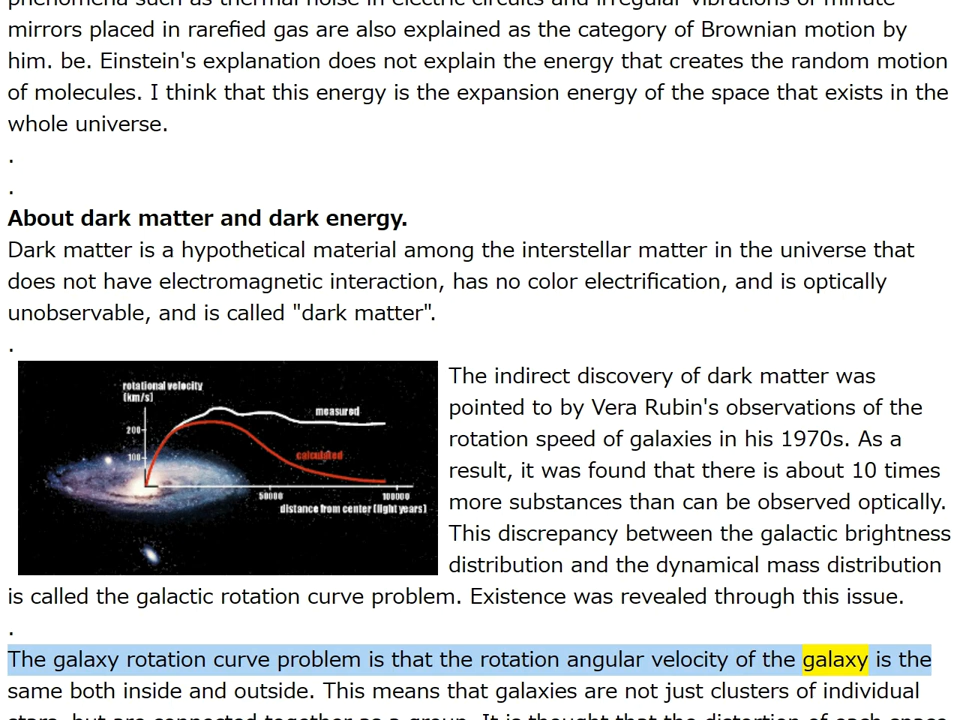 mirrors placed in rarefied gas are also explained as the category of Brownian motion by
him. be. Einstein's explanation does not explain the energy that creates the random motion
of molecules. I think that this energy is the expansion energy of the space that exists in the
whole universe.
.
.
About dark matter and dark energy.
Dark matter is a hypothetical material among the interstellar matter in the universe that
does not have electromagnetic interaction, has no color electrification, and is optically
unobservable, and is called "dark matter".
.
rotational velocity
(km/s)
measured
200
calculated
100
50000
100000
distance from center (light years)
The indirect discovery of dark matter was
pointed to by Vera Rubin's observations of the
rotation speed of galaxies in his 1970s. As a
result, it was found that there is about 10 times
more substances than can be observed optically.
This discrepancy between the galactic brightness
distribution and the dynamical mass distribution
is called the galactic rotation curve problem. Existence was revealed through this issue.
.
The galaxy rotation curve problem is that the rotation angular velocity of the galaxy is the
same both inside and outside. This means that galaxies are not just clusters of individual